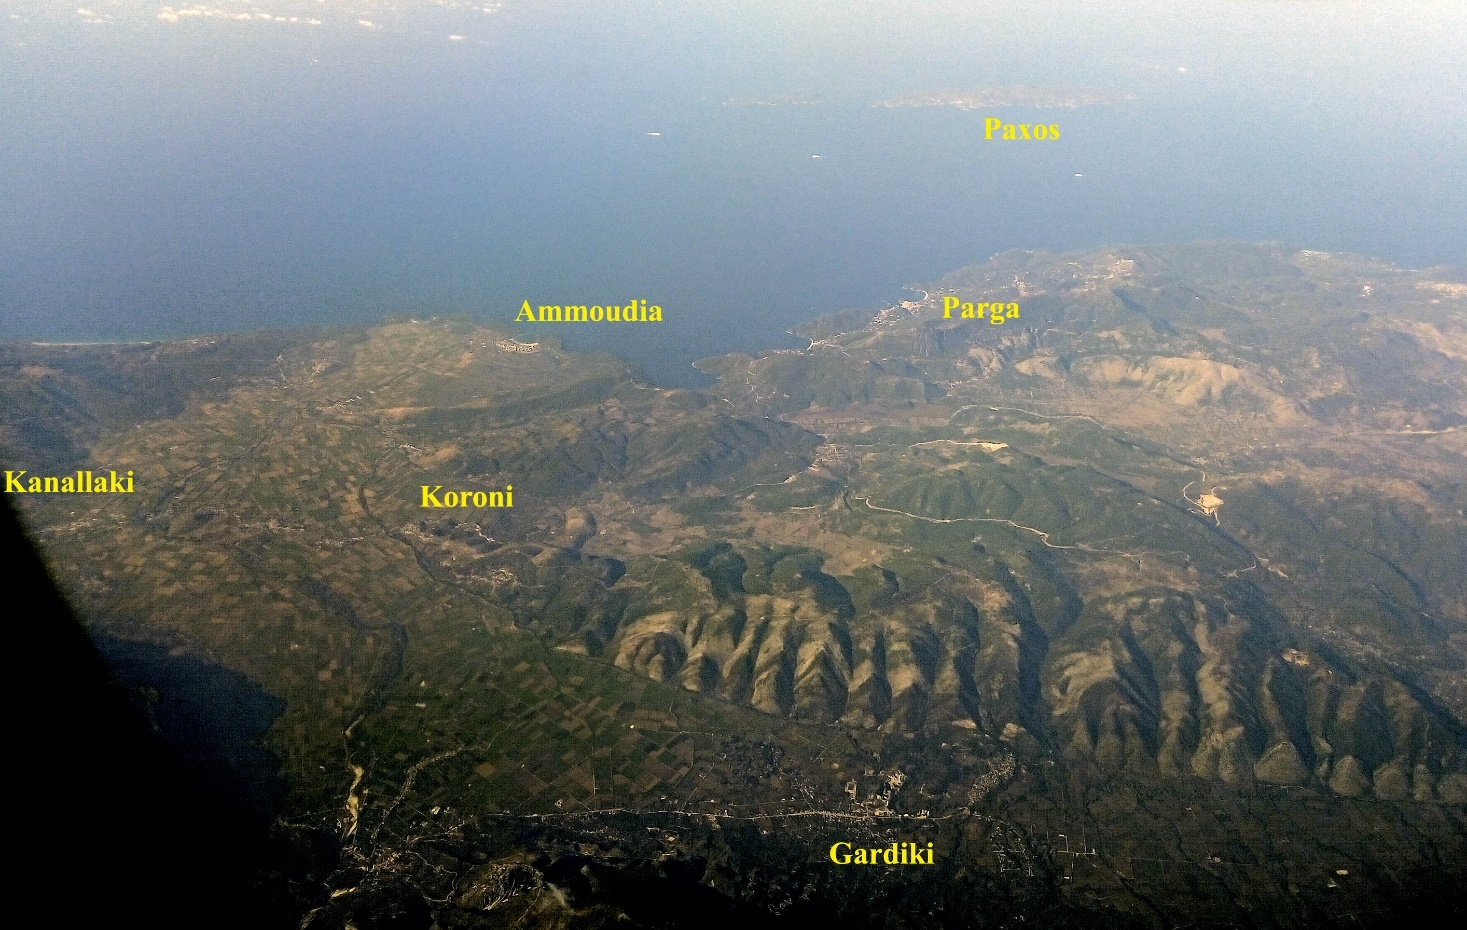 Paxos
Ammoudia
Parga
Kanallaki
Koroni
Gardiki